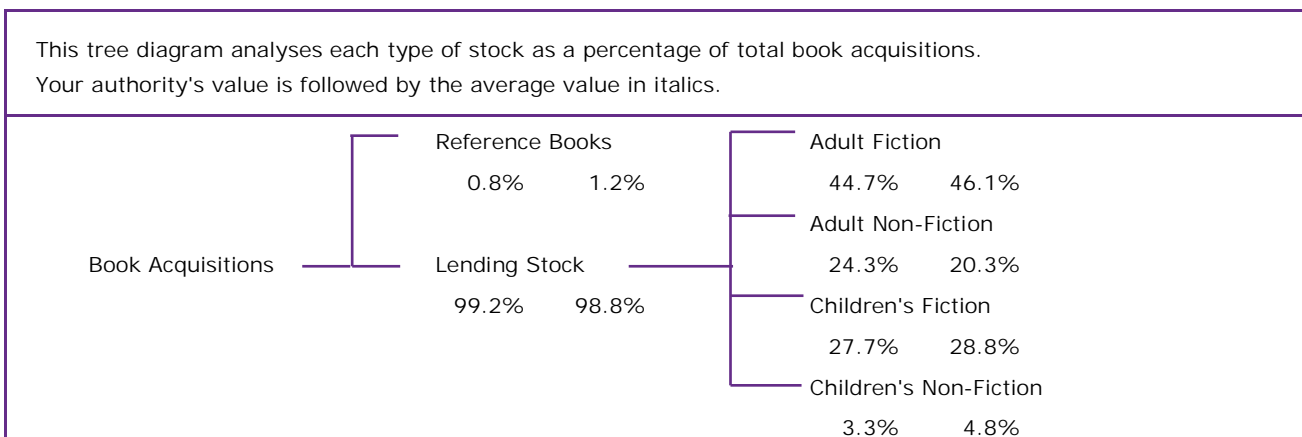 This tree diagram analyses each type of stock as a percentage of total book acquisitions.
Your authority's value is followed by the average value in italics.
Reference Books
0.8% 1.2%
Book Acquisitions
Lending Stock
99.2% 98.8%
Adult Fiction
44.7% 46.1%
Adult Non-Fiction
24.3% 20.3%
Children's Fiction
27.7% 28.8%
Children's Non-Fiction
3.3% 4.8%